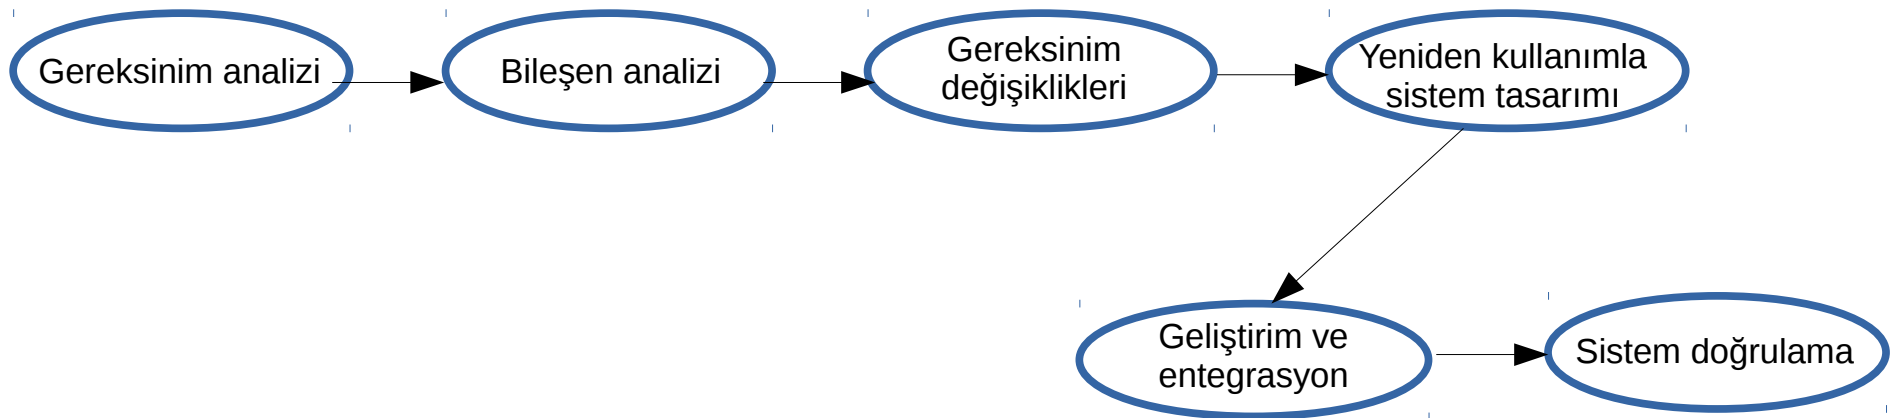 Gereksinim analizi
Bileşen analizi
Gereksinim
değişiklikleri
Yeniden kullanımla
sistem tasarımı
Geliştirim ve
entegrasyon
Sistem doğrulama